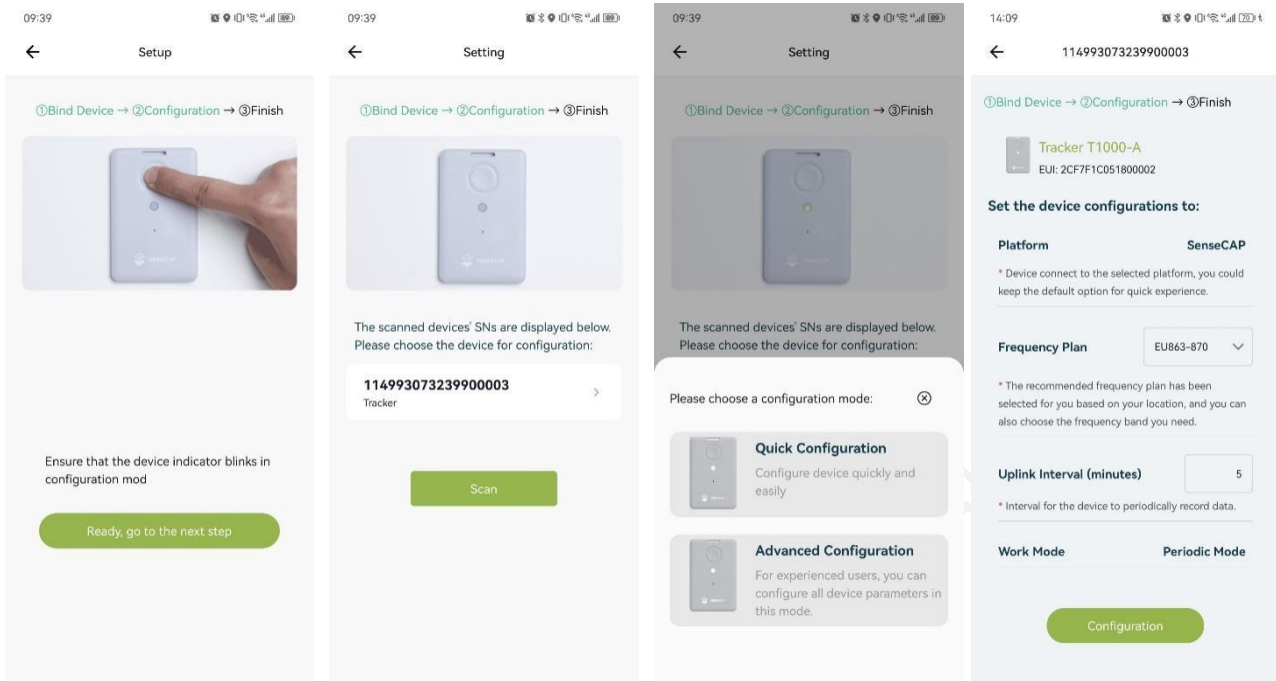 09:39
89
Setup
①Bind Device → ②Configuration → ③Finish
SENSECAP
Ensure that the device indicator blinks in
configuration mod
Ready, go to the next step
09:39
89
Setting
①Bind Device → ②Configuration → ③Finish
SENSECAP
The scanned devices' SNs are displayed below.
Please choose the device for configuration:
114993073239900003
Tracker
Scan
09:39
89
Setting
①Bind Device → ②Configuration → ③Finish
SENSECAP
The scanned devices' SNs are displayed below.
Please choose the device for configuration:
Please choose a configuration mode:
Quick Configuration
Configure device quickly and
easily
Advanced Configuration
For experienced users, you can
configure all device parameters in
this mode.
14:09
70
114993073239900003
①Bind Device → ②Configuration → ③Finish
Tracker T1000-A
EUI: 2CF7F1C051800002
Set the device configurations to:
Platform SenseCAP
* Device connect to the selected platform, you could
keep the default option for quick experience.
Frequency Plan EU863-870
* The recommended frequency plan has been
selected for you based on your location, and you can
also choose the frequency band you need.
Uplink Interval (minutes) 5
* Interval for the device to periodically record data.
Work Mode Periodic Mode
Configuration